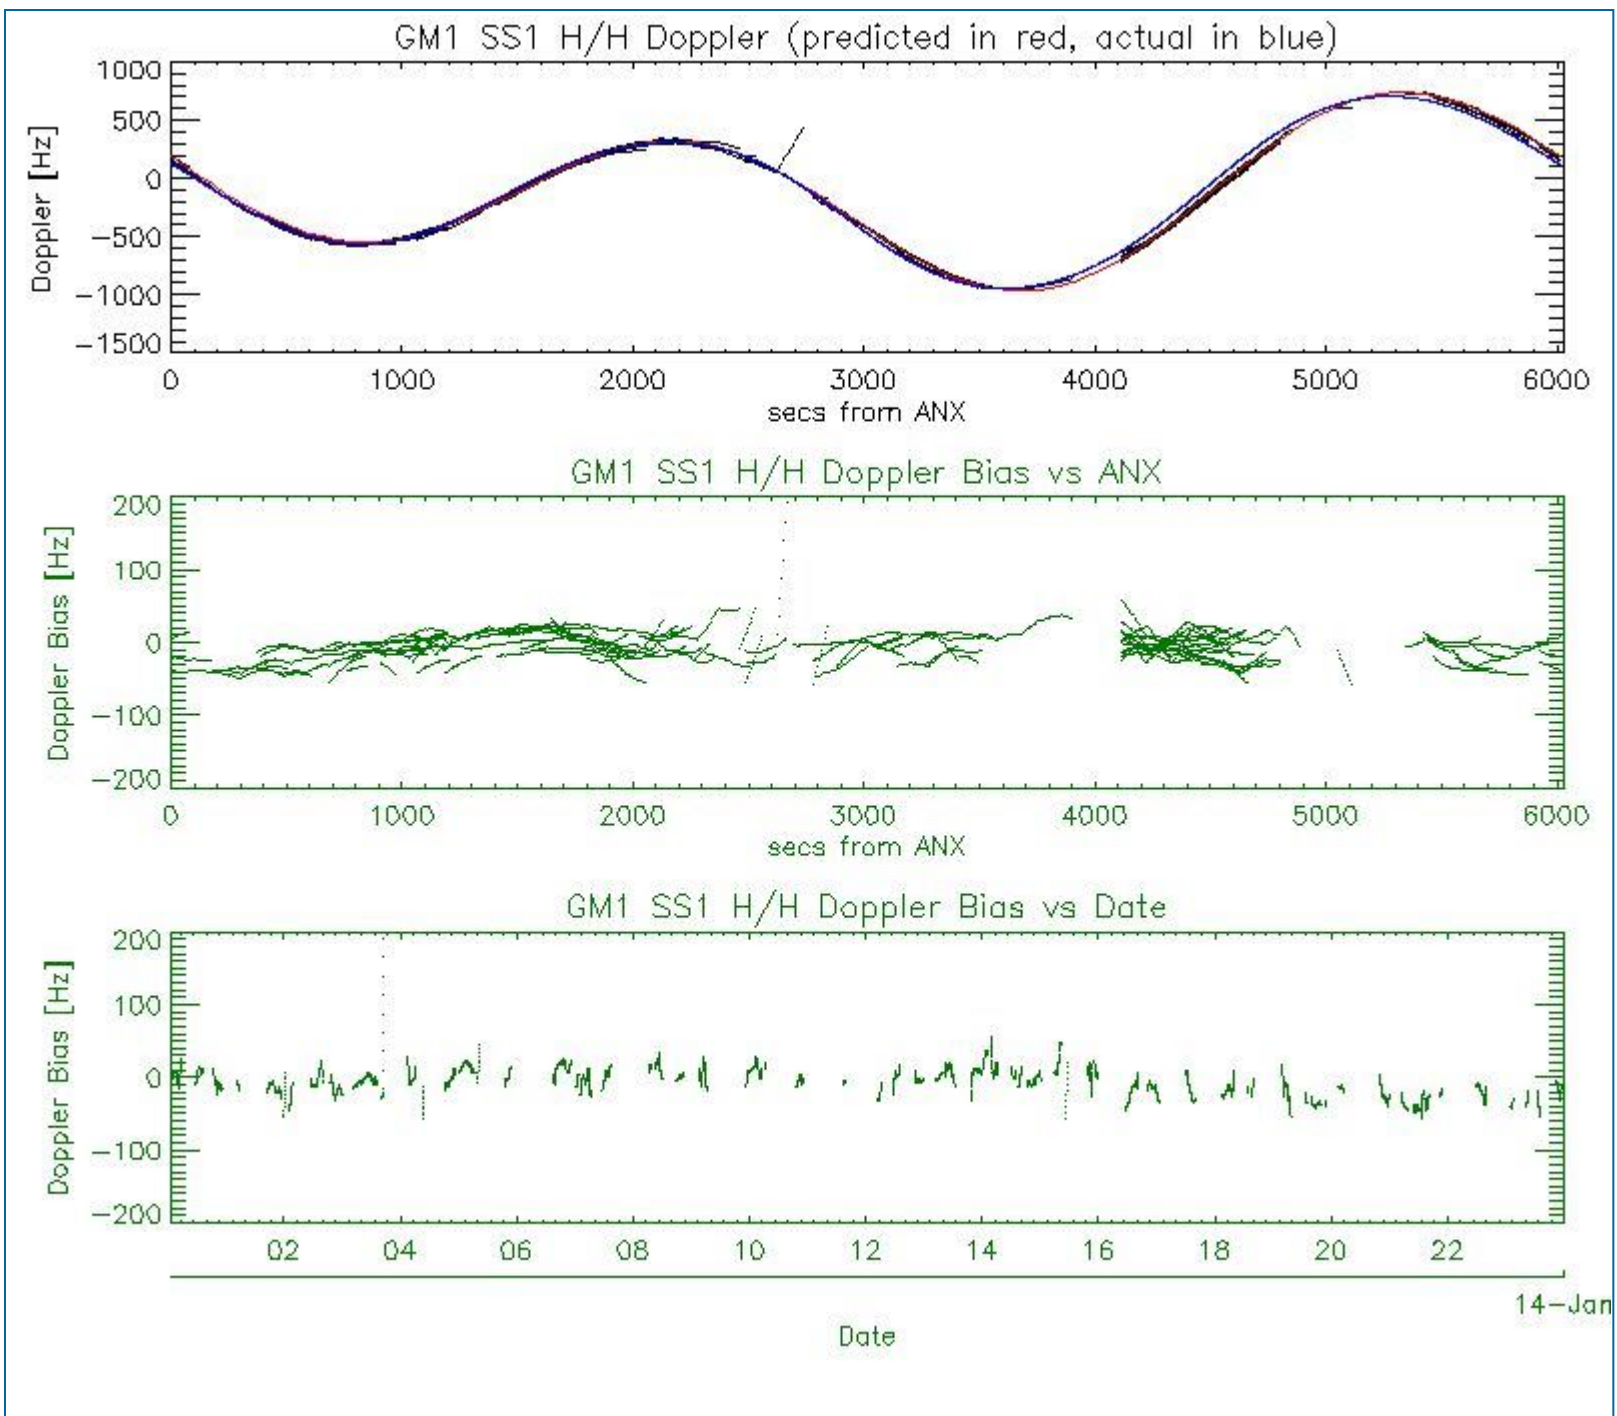 GM1 SS1 H/H Doppler (predicted in red, actual in blue)
1000
500
0
-500
-1000
-1500
Doppler [Hz]
0 1000 2000 3000 4000 5000 6000
secs from ANX
GM1 SS1 H/H Doppler Bias vs ANX
200
100
0
-100
-200
Doppler Bias [Hz]
0 1000 2000 3000 4000 5000 6000
secs from ANX
GM1 SS1 H/H Doppler Bias vs Date
200
100
0
-100
-200
Doppler Bias [Hz]
02 04 06 08 10 12 14 16 18 20 22
14-Jan
Date